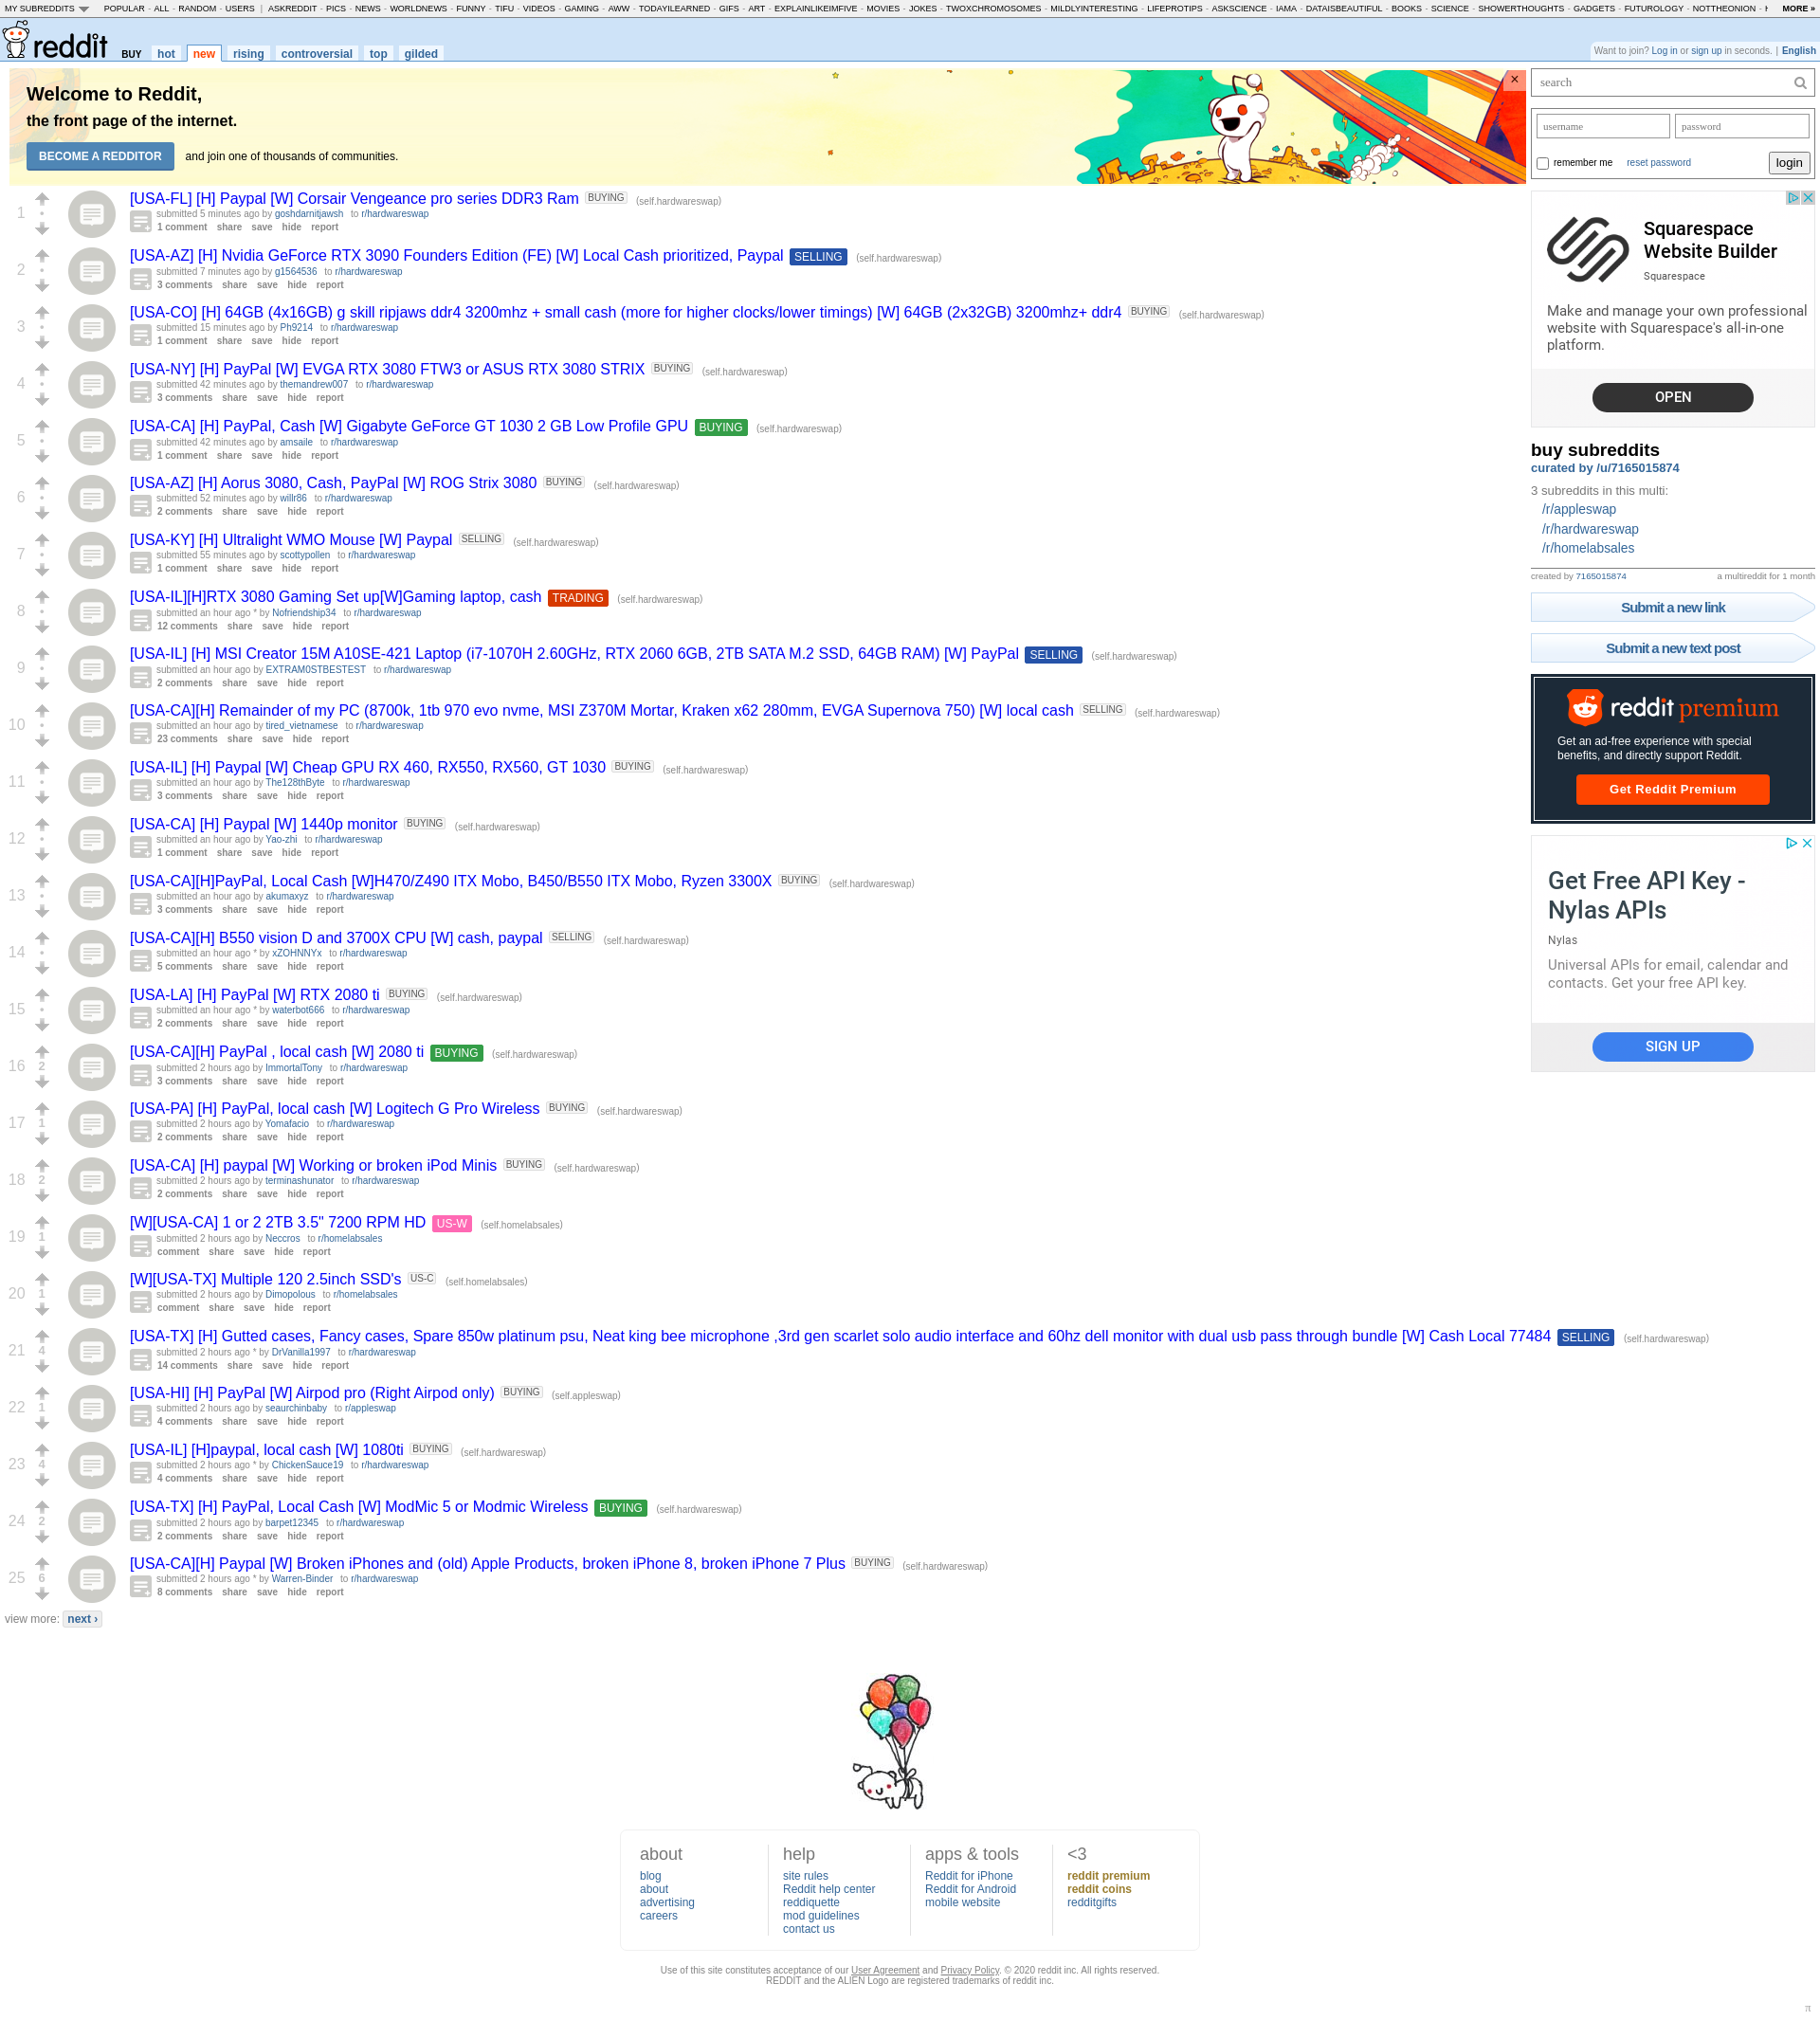 MY SUBREDDITS POPULAR - ALL - RANDOM - USERS | ASKREDDIT - PICS - NEWS - WORLDNEWS - FUNNY - TIFU - VIDEOS - GAMING - AWW - TODAYILEARNED - GIFS - ART - EXPLAINLIKEIMFIVE - MOVIES - JOKES - TWOXCHROMOSOMES - MILDLYINTERESTING - LIFEPROTIPS - ASKSCIENCE - IAMA - DATAISBEAUTIFUL - BOOKS - SCIENCE - SHOWERTHOUGHTS - GADGETS - FUTUROLOGY - NOTTHEONION - MORE »
reddit BUY hot new rising controversial top gilded
Want to join? Log in or sign up in seconds. | English
Welcome to Reddit,
the front page of the internet.
BECOME A REDDITOR and join one of thousands of communities.
×
1
[USA-FL] [H] Paypal [W] Corsair Vengeance pro series DDR3 Ram BUYING (self.hardwareswap)
submitted 5 minutes ago by goshdarnitjawsh to r/hardwareswap
1 comment share save hide report
2
[USA-AZ] [H] Nvidia GeForce RTX 3090 Founders Edition (FE) [W] Local Cash prioritized, Paypal SELLING (self.hardwareswap)
submitted 7 minutes ago by g1564536 to r/hardwareswap
3 comments share save hide report
3
[USA-CO] [H] 64GB (4x16GB) g skill ripjaws ddr4 3200mhz + small cash (more for higher clocks/lower timings) [W] 64GB (2x32GB) 3200mhz+ ddr4 BUYING (self.hardwareswap)
submitted 15 minutes ago by Ph9214 to r/hardwareswap
1 comment share save hide report
4
[USA-NY] [H] PayPal [W] EVGA RTX 3080 FTW3 or ASUS RTX 3080 STRIX BUYING (self.hardwareswap)
submitted 42 minutes ago by themandrew007 to r/hardwareswap
3 comments share save hide report
5
[USA-CA] [H] PayPal, Cash [W] Gigabyte GeForce GT 1030 2 GB Low Profile GPU BUYING (self.hardwareswap)
submitted 42 minutes ago by amsaile to r/hardwareswap
1 comment share save hide report
6
[USA-AZ] [H] Aorus 3080, Cash, PayPal [W] ROG Strix 3080 BUYING (self.hardwareswap)
submitted 52 minutes ago by willr86 to r/hardwareswap
2 comments share save hide report
7
[USA-KY] [H] Ultralight WMO Mouse [W] Paypal SELLING (self.hardwareswap)
submitted 55 minutes ago by scottypollen to r/hardwareswap
1 comment share save hide report
8
[USA-IL][H]RTX 3080 Gaming Set up[W]Gaming laptop, cash TRADING (self.hardwareswap)
submitted an hour ago * by Nofriendship34 to r/hardwareswap
12 comments share save hide report
9
[USA-IL] [H] MSI Creator 15M A10SE-421 Laptop (i7-1070H 2.60GHz, RTX 2060 6GB, 2TB SATA M.2 SSD, 64GB RAM) [W] PayPal SELLING (self.hardwareswap)
submitted an hour ago by EXTRAM0STBESTEST to r/hardwareswap
2 comments share save hide report
10
[USA-CA][H] Remainder of my PC (8700k, 1tb 970 evo nvme, MSI Z370M Mortar, Kraken x62 280mm, EVGA Supernova 750) [W] local cash SELLING (self.hardwareswap)
submitted an hour ago by tired_vietnamese to r/hardwareswap
23 comments share save hide report
11
[USA-IL] [H] Paypal [W] Cheap GPU RX 460, RX550, RX560, GT 1030 BUYING (self.hardwareswap)
submitted an hour ago by The128thByte to r/hardwareswap
3 comments share save hide report
12
[USA-CA] [H] Paypal [W] 1440p monitor BUYING (self.hardwareswap)
submitted an hour ago by Yao-zhi to r/hardwareswap
1 comment share save hide report
13
[USA-CA][H]PayPal, Local Cash [W]H470/Z490 ITX Mobo, B450/B550 ITX Mobo, Ryzen 3300X BUYING (self.hardwareswap)
submitted an hour ago by akumaxyz to r/hardwareswap
3 comments share save hide report
14
[USA-CA][H] B550 vision D and 3700X CPU [W] cash, paypal SELLING (self.hardwareswap)
submitted an hour ago * by xZOHNNYx to r/hardwareswap
5 comments share save hide report
15
[USA-LA] [H] PayPal [W] RTX 2080 ti BUYING (self.hardwareswap)
submitted an hour ago * by waterbot666 to r/hardwareswap
2 comments share save hide report
16 2
[USA-CA][H] PayPal , local cash [W] 2080 ti BUYING (self.hardwareswap)
submitted 2 hours ago by ImmortalTony to r/hardwareswap
3 comments share save hide report
17 1
[USA-PA] [H] PayPal, local cash [W] Logitech G Pro Wireless BUYING (self.hardwareswap)
submitted 2 hours ago by Yomafacio to r/hardwareswap
2 comments share save hide report
18 2
[USA-CA] [H] paypal [W] Working or broken iPod Minis BUYING (self.hardwareswap)
submitted 2 hours ago by terminashunator to r/hardwareswap
2 comments share save hide report
19 1
[W][USA-CA] 1 or 2 2TB 3.5" 7200 RPM HD US-W (self.homelabsales)
submitted 2 hours ago by Neccros to r/homelabsales
comment share save hide report
20 1
[W][USA-TX] Multiple 120 2.5inch SSD's US-C (self.homelabsales)
submitted 2 hours ago by Dimopolous to r/homelabsales
comment share save hide report
21 4
[USA-TX] [H] Gutted cases, Fancy cases, Spare 850w platinum psu, Neat king bee microphone ,3rd gen scarlet solo audio interface and 60hz dell monitor with dual usb pass through bundle [W] Cash Local 77484 SELLING (self.hardwareswap)
submitted 2 hours ago * by DrVanilla1997 to r/hardwareswap
14 comments share save hide report
22 1
[USA-HI] [H] PayPal [W] Airpod pro (Right Airpod only) BUYING (self.appleswap)
submitted 2 hours ago by seaurchinbaby to r/appleswap
4 comments share save hide report
23 4
[USA-IL] [H]paypal, local cash [W] 1080ti BUYING (self.hardwareswap)
submitted 2 hours ago * by ChickenSauce19 to r/hardwareswap
4 comments share save hide report
24 2
[USA-TX] [H] PayPal, Local Cash [W] ModMic 5 or Modmic Wireless BUYING (self.hardwareswap)
submitted 2 hours ago by barpet12345 to r/hardwareswap
2 comments share save hide report
25 6
[USA-CA][H] Paypal [W] Broken iPhones and (old) Apple Products, broken iPhone 8, broken iPhone 7 Plus BUYING (self.hardwareswap)
submitted 2 hours ago * by Warren-Binder to r/hardwareswap
8 comments share save hide report
view more: next ›
search
username password
remember me reset password login
Squarespace
Website Builder
Squarespace
Make and manage your own professional
website with Squarespace's all-in-one
platform.
OPEN
buy subreddits
curated by /u/7165015874
3 subreddits in this multi:
/r/appleswap
/r/hardwareswap
/r/homelabsales
created by 7165015874 a multireddit for 1 month
Submit a new link
Submit a new text post
reddit premium
Get an ad-free experience with special
benefits, and directly support Reddit.
Get Reddit Premium
Get Free API Key -
Nylas APIs
Nylas
Universal APIs for email, calendar and
contacts. Get your free API key.
SIGN UP
about
blog
about
advertising
careers
help
site rules
Reddit help center
reddiquette
mod guidelines
contact us
apps & tools
Reddit for iPhone
Reddit for Android
mobile website
<3
reddit premium
reddit coins
redditgifts
Use of this site constitutes acceptance of our User Agreement and Privacy Policy. © 2020 reddit inc. All rights reserved.
REDDIT and the ALIEN Logo are registered trademarks of reddit inc.
π